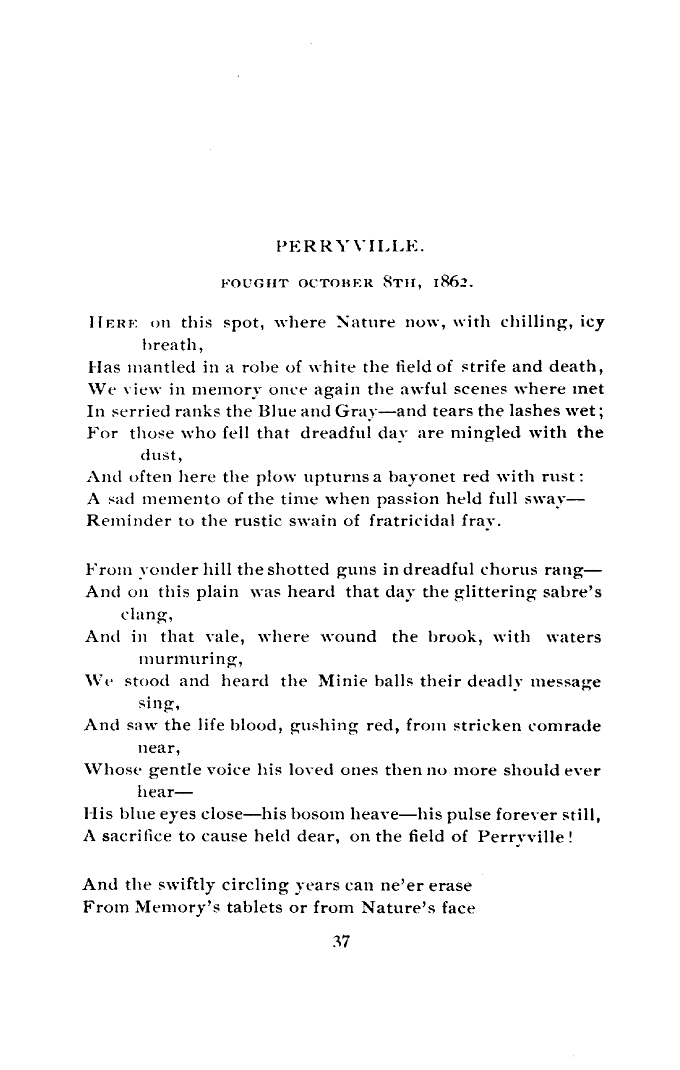 PERRYVILLE.
FOUGHT OCTOBER 8TH, 1862.
HERE on this spot, where Nature now, with chilling, icy
breath,
Has mantled in a robe of white the field of strife and death,
We view in memory once again the awful scenes where met
In serried ranks the Blue and Gray—and tears the lashes wet;
For those who fell that dreadful day are mingled with the
dust,
And often here the plow upturns a bayonet red with rust:
A sad memento of the time when passion held full sway—
Reminder to the rustic swain of fratricidal fray.
From yonder hill the shotted guns in dreadful chorus rang—
And on this plain was heard that day the glittering sabre's
clang,
And in that vale, where wound the brook, with waters
murmuring,
We stood and heard the Minie balls their deadly message
sing,
And saw the life blood, gushing red, from stricken comrade
near,
Whose gentle voice his loved ones then no more should ever
hear—
His blue eyes close—his bosom heave—his pulse forever still,
A sacrifice to cause held dear, on the field of Perryville!
And the swiftly circling years can ne'er erase
From Memory's tablets or from Nature's face
37